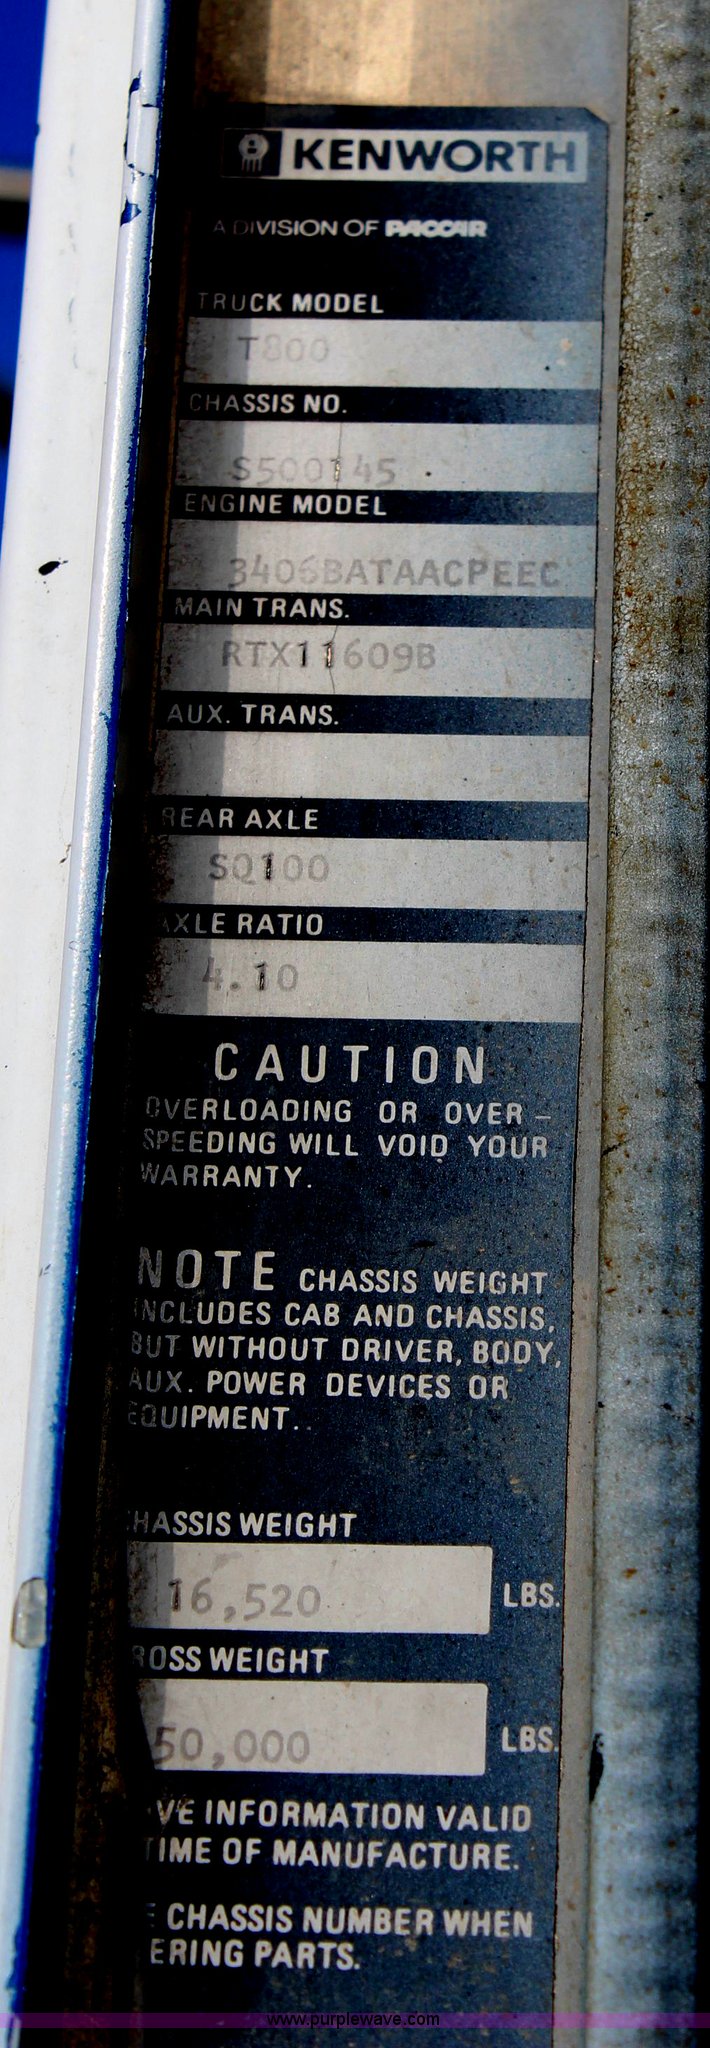 KENWORTH
A DIVISION OF PACCAR
TRUCK MODEL
T800
CHASSIS NO.
S500145
ENGINE MODEL
3406BATAACPEEC
MAIN TRANS.
RTX11609B
AUX. TRANS.
REAR AXLE
SQ100
AXLE RATIO
4.10
CAUTION
OVERLOADING OR OVER-
SPEEDING WILL VOID YOUR
WARRANTY.
NOTE CHASSIS WEIGHT
INCLUDES CAB AND CHASSIS,
BUT WITHOUT DRIVER, BODY,
AUX. POWER DEVICES OR
EQUIPMENT.
HASSIS WEIGHT
16,520 LBS.
ROSS WEIGHT
50,000 LBS.
VE INFORMATION VALID
TIME OF MANUFACTURE.
E CHASSIS NUMBER WHEN
ERING PARTS.
www.purplewave.com